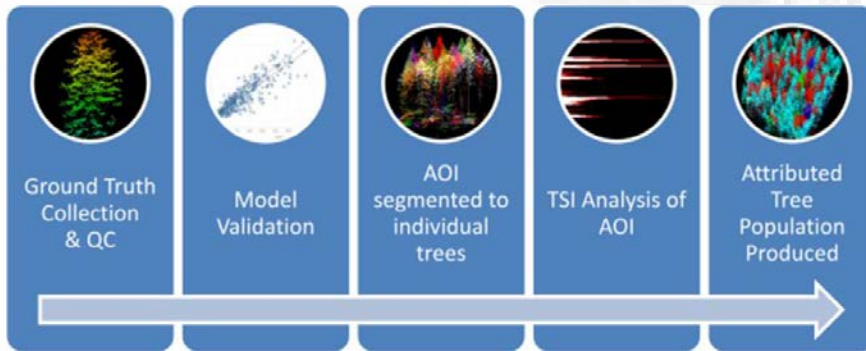 Ground Truth
Collection
& QC
Model
Validation
AOI
segmented to
individual
trees
TSI Analysis of
AOI
Attributed
Tree
Population
Produced